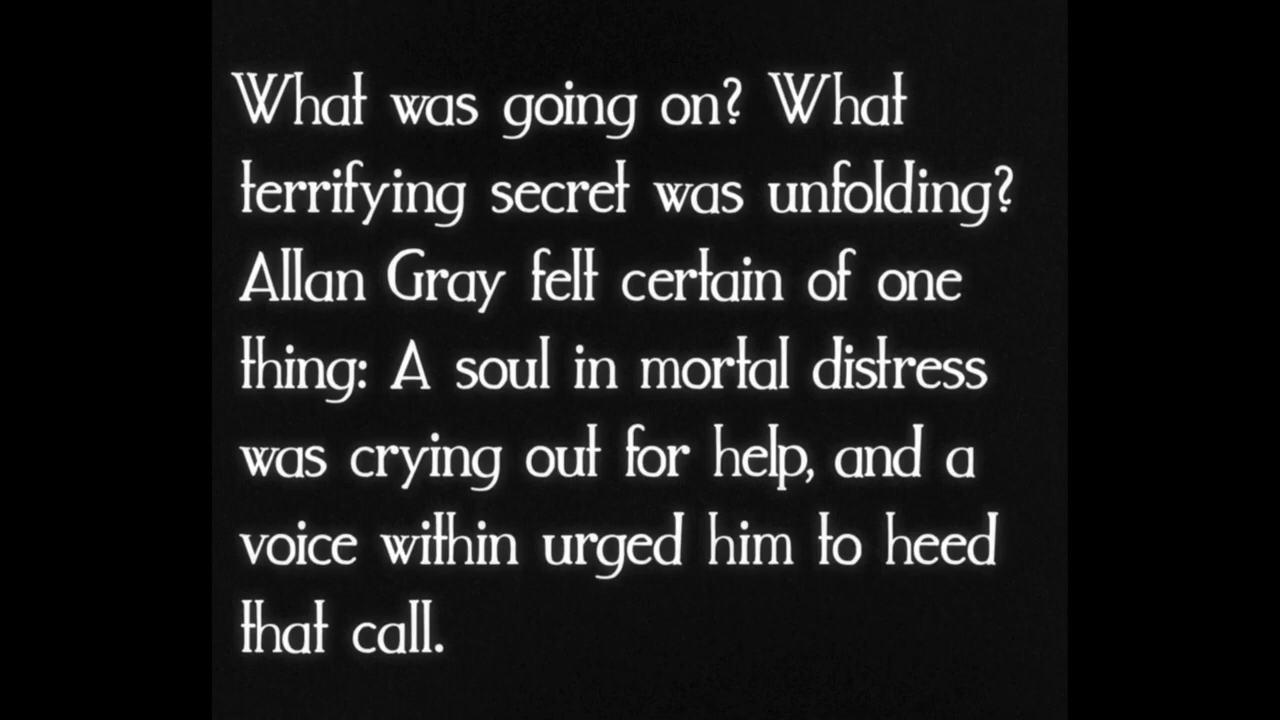 What was going on? What
terrifying secret was unfolding?
Allan Gray felt certain of one
thing: A soul in mortal distress
was crying out for help, and a
voice within urged him to heed
that call.